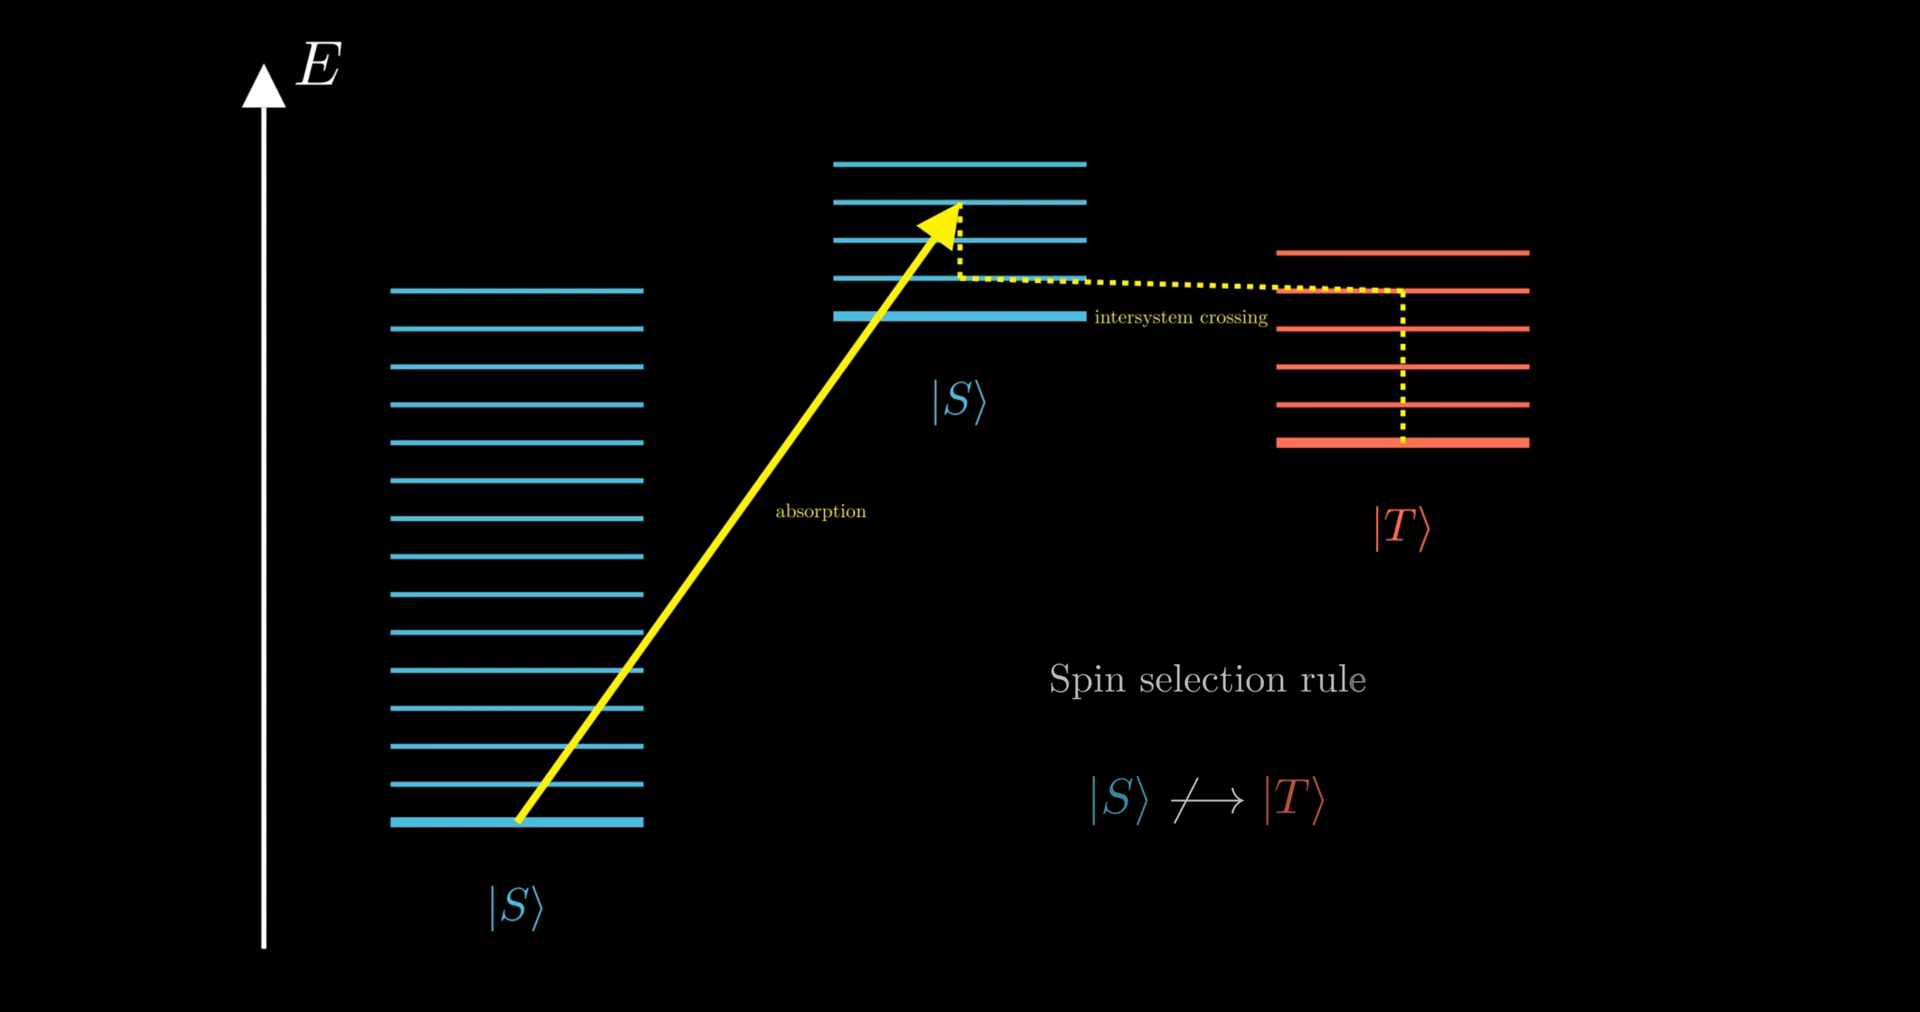 E
|S⟩
intersystem crossing
absorption
|T⟩
Spin selection rule
|S⟩ ↛ |T⟩
|S⟩